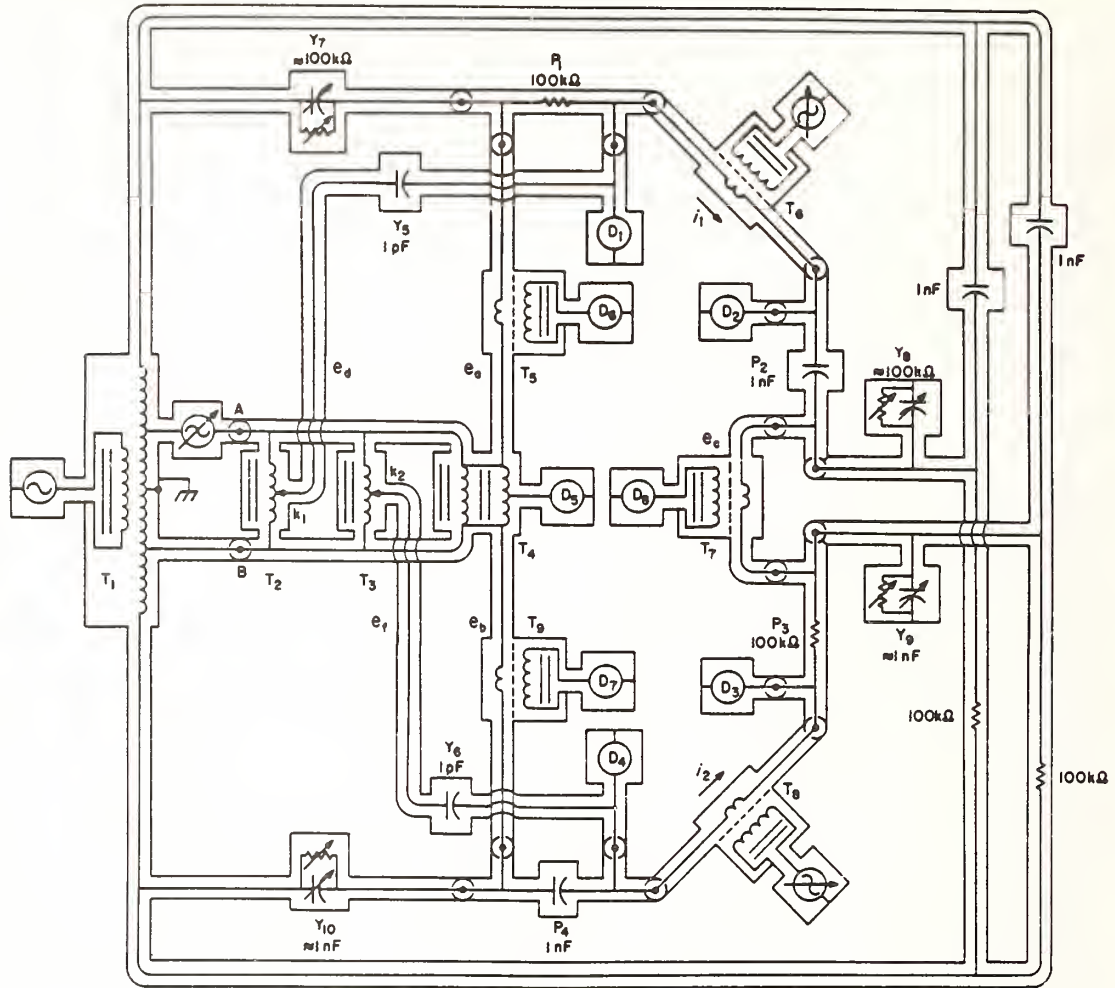 Y7
≈100kΩ
P1
100kΩ
Y5
1pF
D1
i1
T6
1nF
1nF
D2
P2
1nF
Y8
≈100kΩ
D6
T5
ed
ea
A
ec
k2
k1
D5
D8
T1
B
T2
T3
T4
T7
ef
eb
T9
P3
100kΩ
Y9
≈1nF
D7
D3
100kΩ
Y6
1pF
D4
i2
T8
100kΩ
Y10
≈1nF
P4
1nF